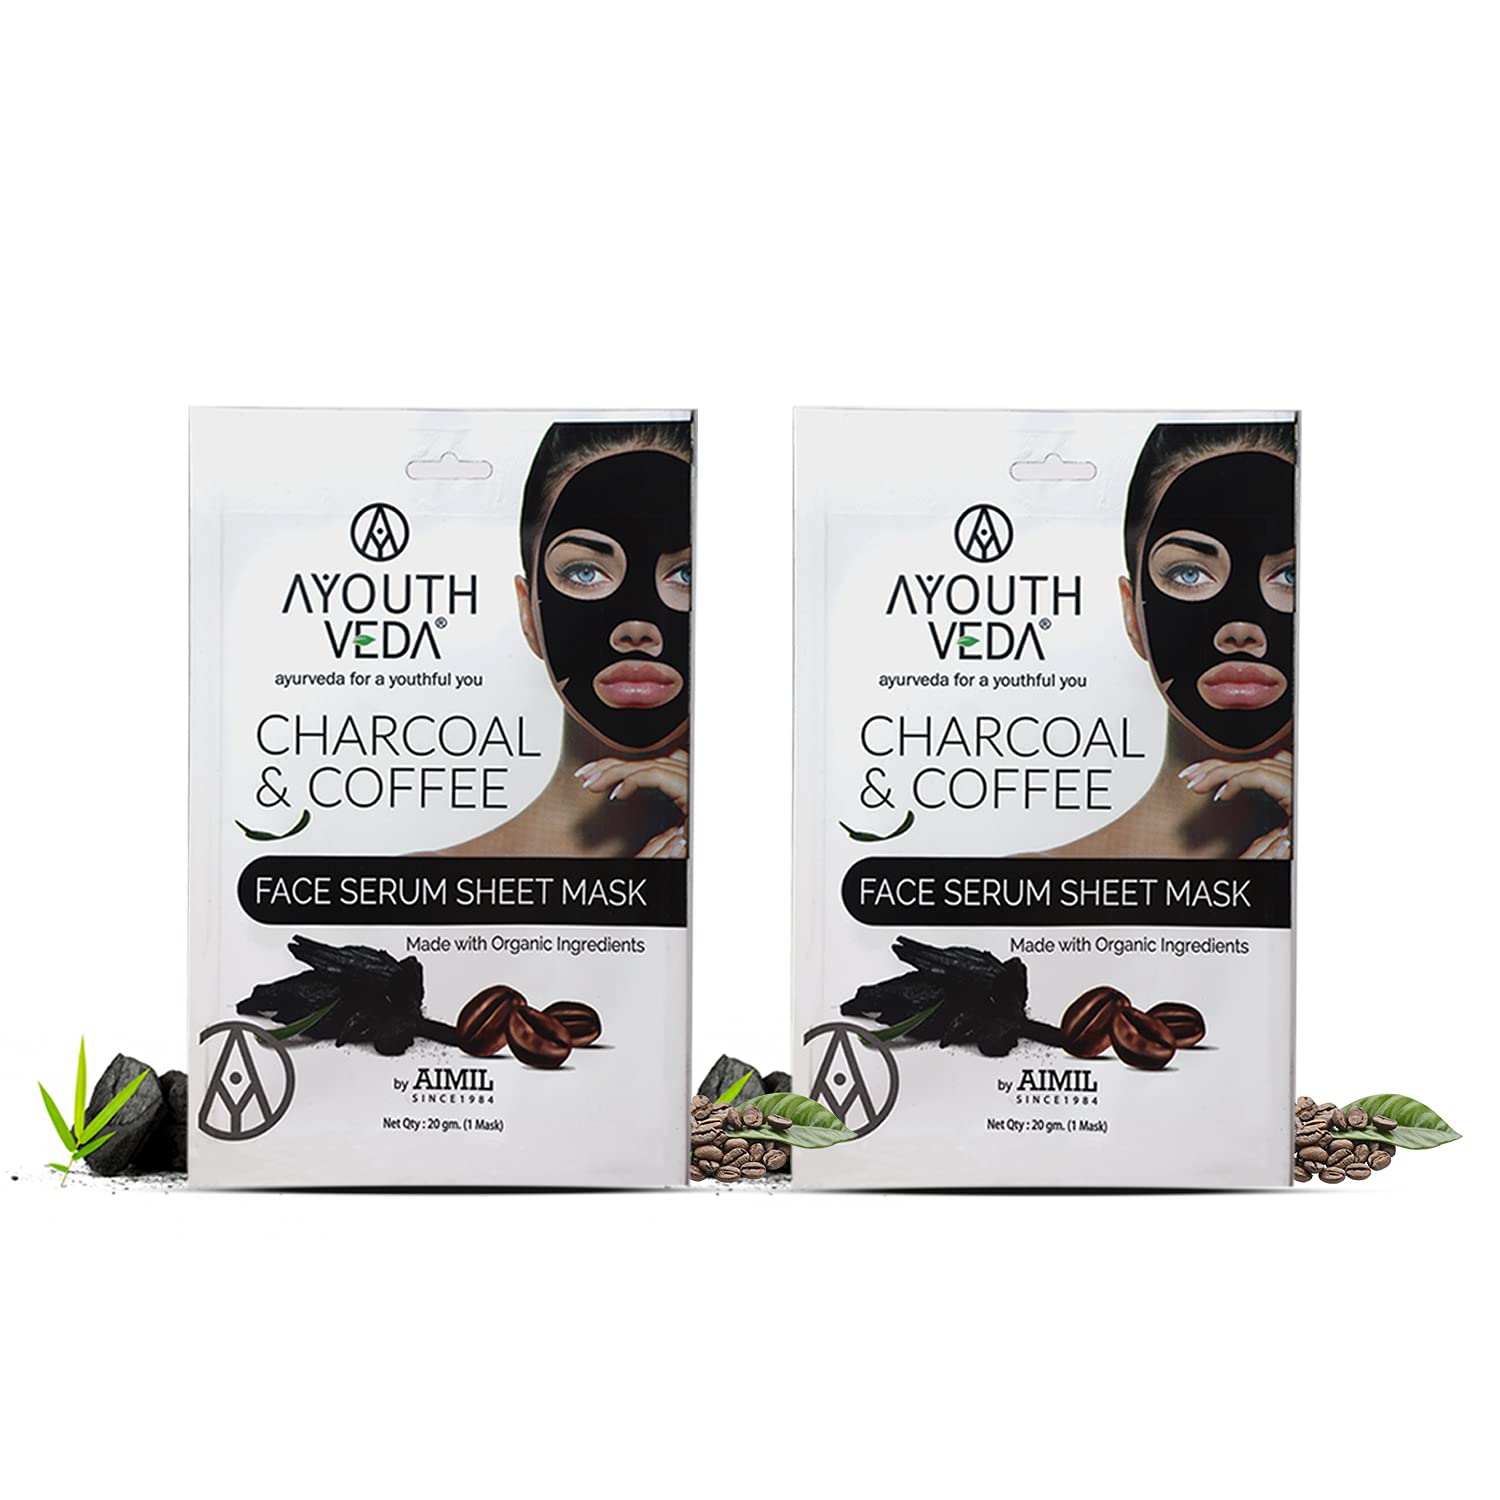 AYOUTH
VEDA®
ayurveda for a youthful you
CHARCOAL
& COFFEE
FACE SERUM SHEET MASK
Made with Organic Ingredients
by AIMIL
SINCE1984
Net Qty : 20 gm. (1 Mask)
AYOUTH
VEDA®
ayurveda for a youthful you
CHARCOAL
& COFFEE
FACE SERUM SHEET MASK
Made with Organic Ingredients
by AIMIL
SINCE1984
Net Qty : 20 gm. (1 Mask)